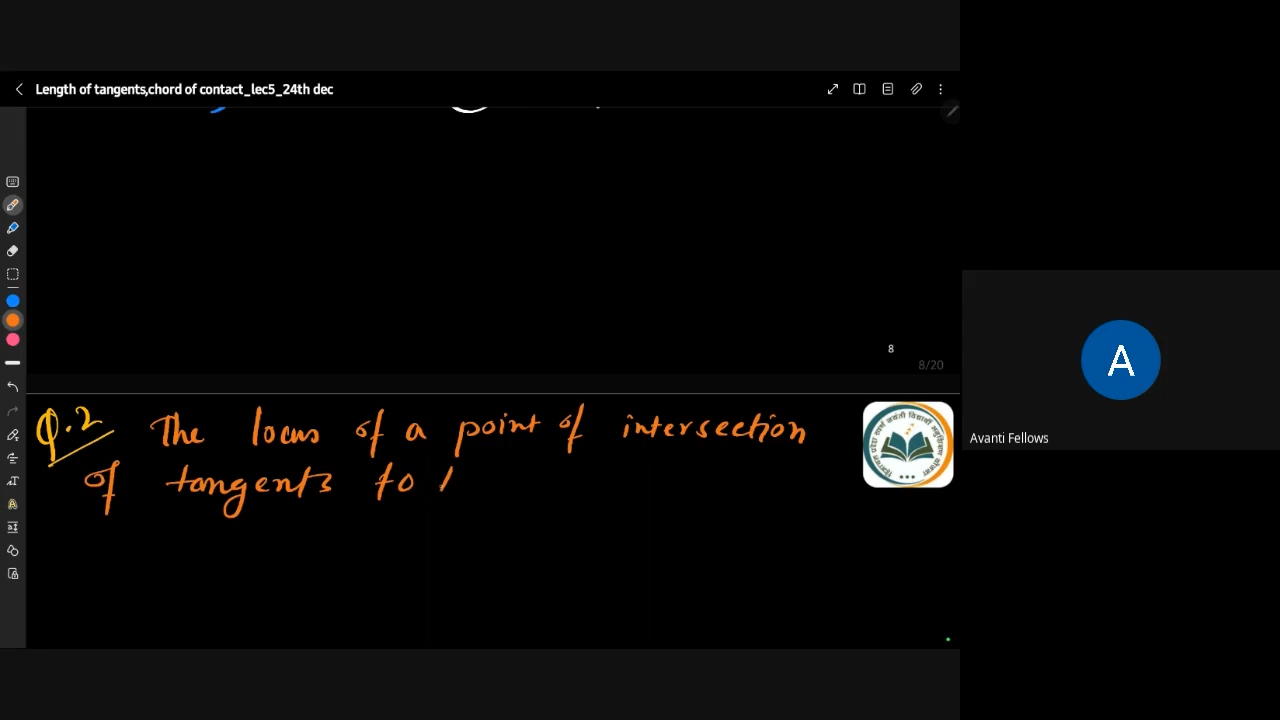 Length of tangents,chord of contact_lec5_24th dec
8
8/20
Q.2 The locus of a point of intersection
of tangents to
A
Avanti Fellows